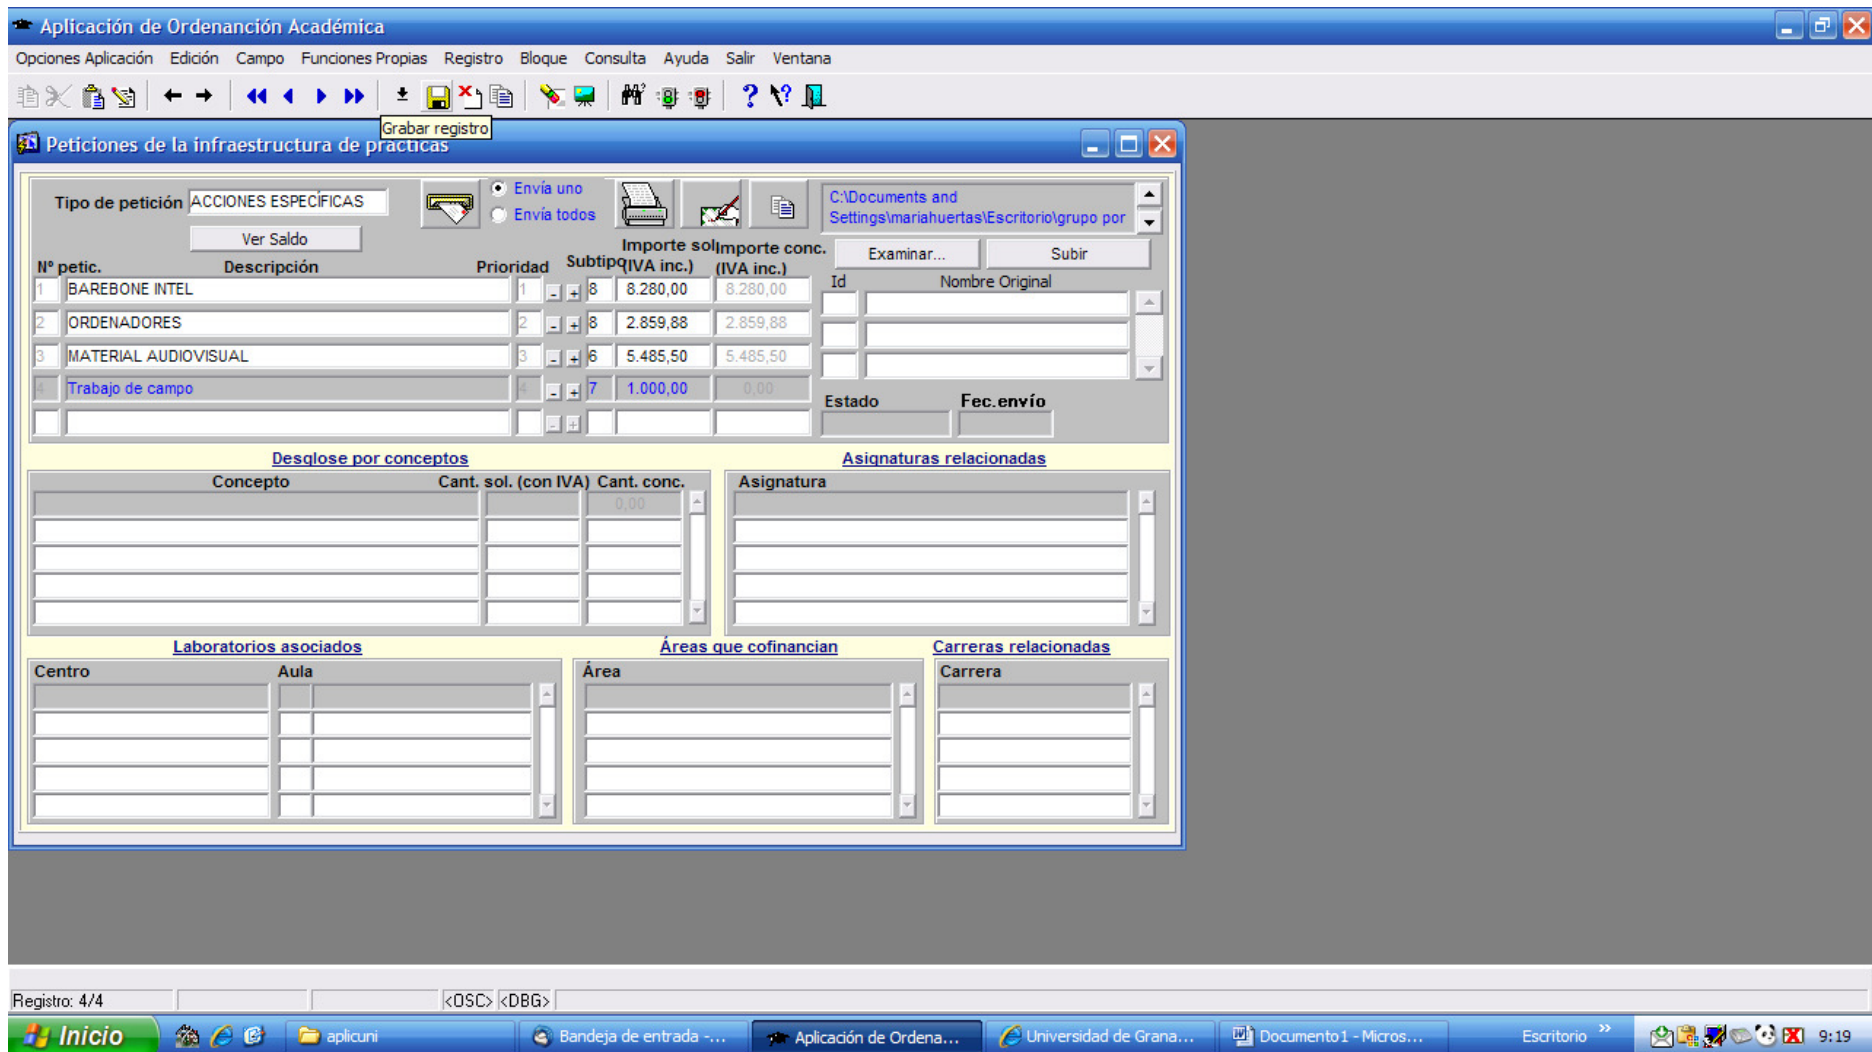 Aplicación de Ordenanción Académica
Opciones Aplicación Edición Campo Funciones Propias Registro Bloque Consulta Ayuda Salir Ventana
Grabar registro
Peticiones de la infraestructura de prácticas
Tipo de petición ACCIONES ESPECÍFICAS
Envía uno
Envía todos
C:\Documents and
Settings\mariahuertas\Escritorio\grupo por
Ver Saldo
Examinar...
Subir
Nº petic. Descripción Prioridad Subtipo Importe sol. (IVA inc.) Importe conc. (IVA inc.)
1 BAREBONE INTEL 1 - + 8 8.280,00 8.280,00
2 ORDENADORES 2 - + 8 2.859,88 2.859,88
3 MATERIAL AUDIOVISUAL 3 - + 6 5.485,50 5.485,50
4 Trabajo de campo 4 - + 7 1.000,00 0,00
- +
Id Nombre Original
Estado Fec.envío
Desglose por conceptos
Concepto Cant. sol. (con IVA) Cant. conc.
0,00
Asignaturas relacionadas
Asignatura
Laboratorios asociados
Centro Aula
Áreas que cofinancian
Área
Carreras relacionadas
Carrera
Registro: 4/4 <OSC> <DBG>
Inicio aplicuni Bandeja de entrada -... Aplicación de Ordena... Universidad de Grana... Documento1 - Micros... Escritorio » 9:19